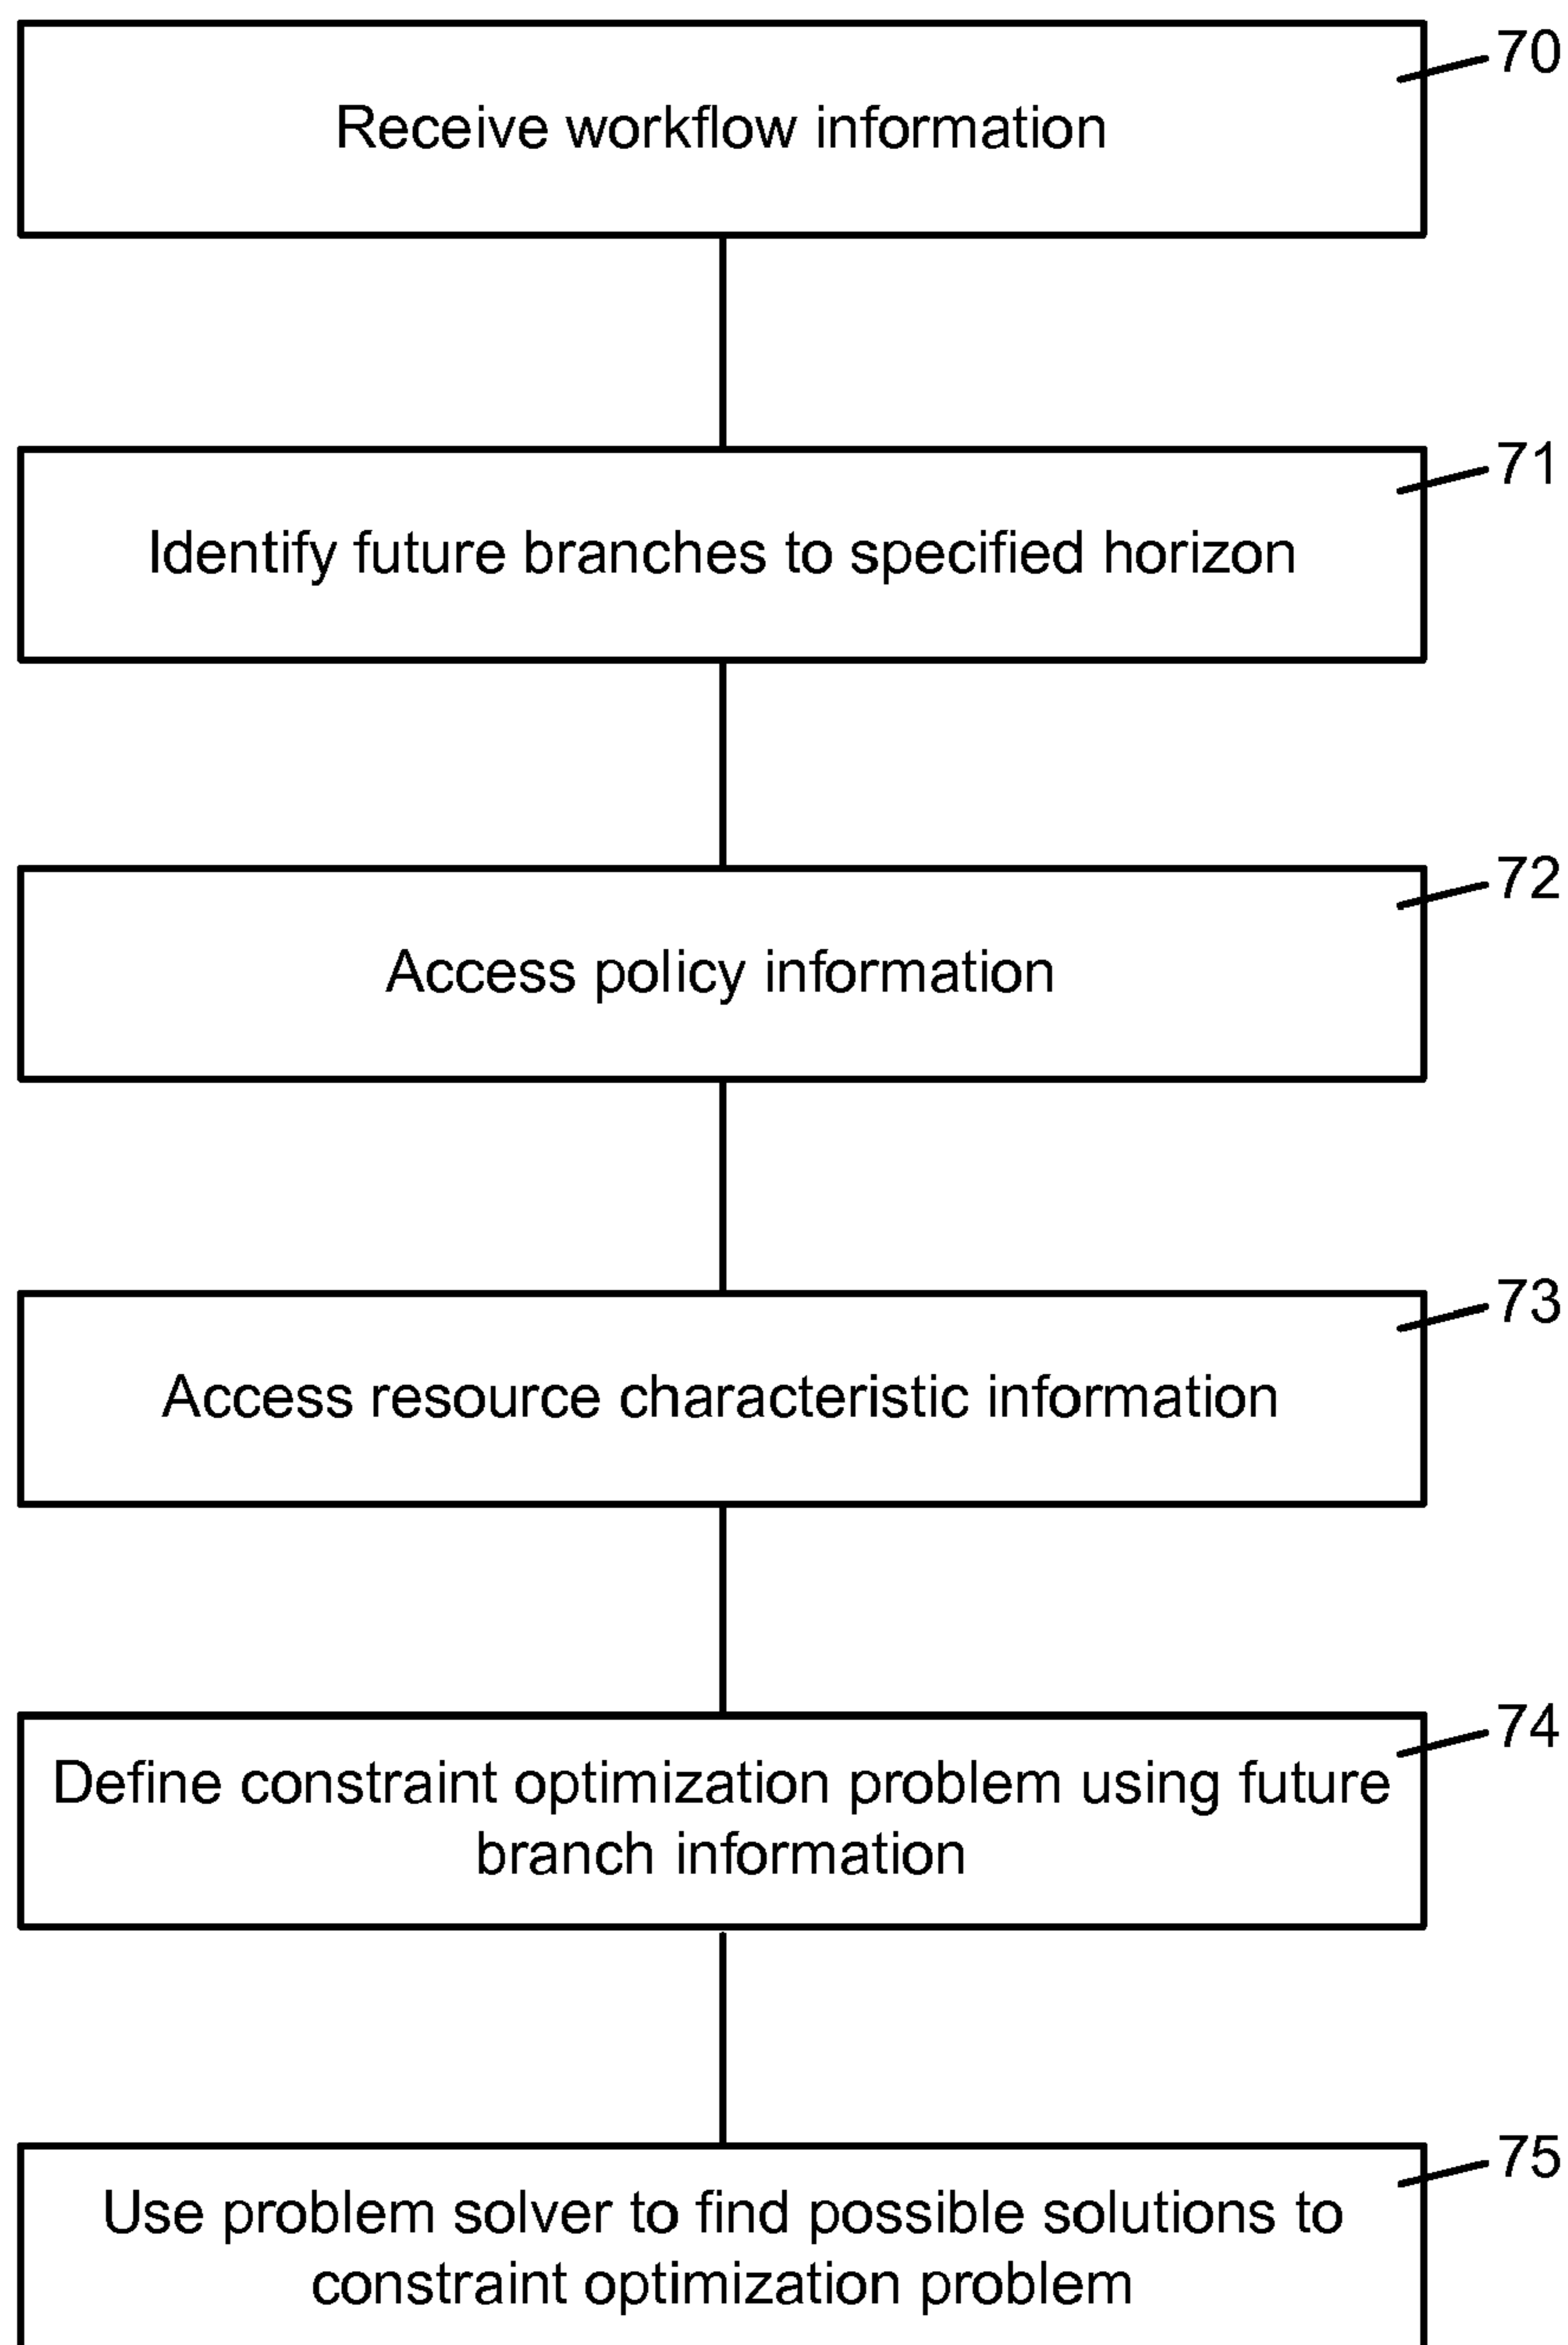 70
Receive workflow information
71
Identify future branches to specified horizon
72
Access policy information
73
Access resource characteristic information
74
Define constraint optimization problem using future
branch information
75
Use problem solver to find possible solutions to
constraint optimization problem